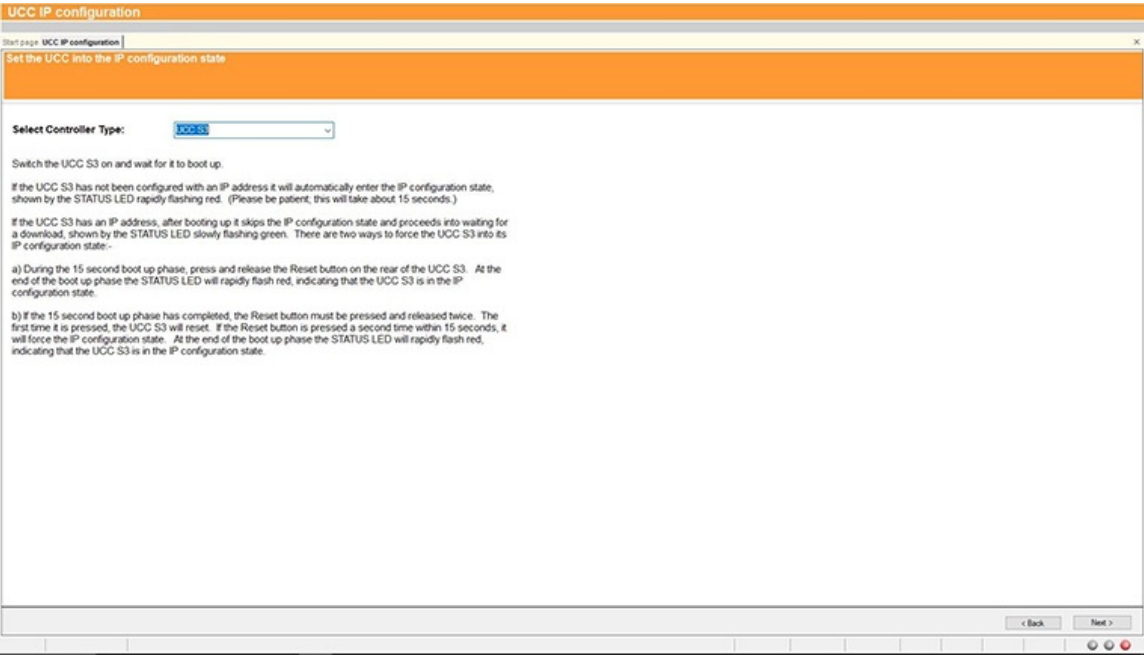 UCC IP configuration
Start page UCC IP configuration
Set the UCC into the IP configuration state
Select Controller Type: UCC S3
Switch the UCC S3 on and wait for it to boot up.
If the UCC S3 has not been configured with an IP address it will automatically enter the IP configuration state,
shown by the STATUS LED rapidly flashing red. (Please be patient; this will take about 15 seconds.)
If the UCC S3 has an IP address, after booting up it skips the IP configuration state and proceeds into waiting for
a download, shown by the STATUS LED slowly flashing green. There are two ways to force the UCC S3 into its
IP configuration state:-
a) During the 15 second boot up phase, press and release the Reset button on the rear of the UCC S3. At the
end of the boot up phase the STATUS LED will rapidly flash red, indicating that the UCC S3 is in the IP
configuration state.
b) If the 15 second boot up phase has completed, the Reset button must be pressed and released twice. The
first time it is pressed, the UCC S3 will reset. If the Reset button is pressed a second time within 15 seconds, it
will force the IP configuration state. At the end of the boot up phase the STATUS LED will rapidly flash red,
indicating that the UCC S3 is in the IP configuration state.
< Back Next >